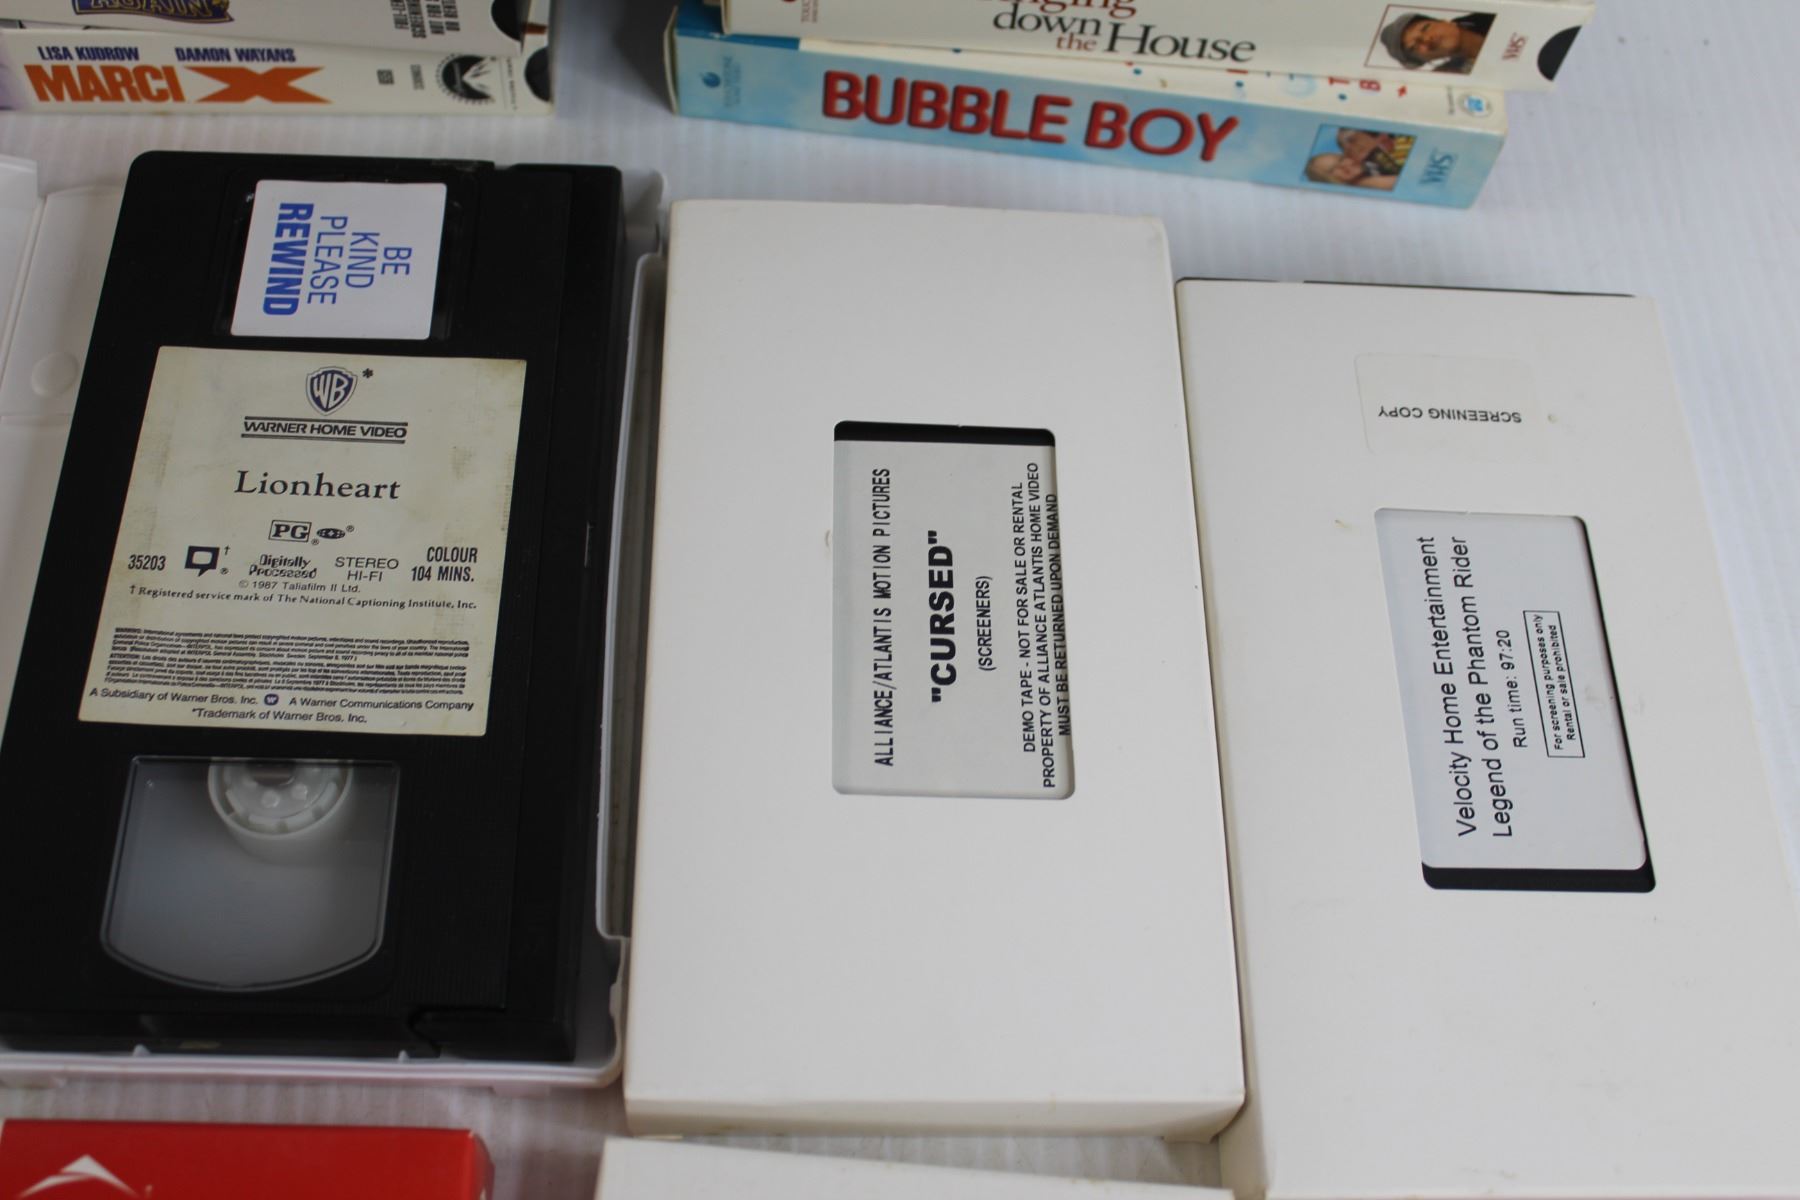 AGAIN
LISA KUDROW DAMON WAYANS
MARCI X
down
the House
VHS
BUBBLE BOY
VHS
BE
KIND
PLEASE
REWIND
WB*
WARNER HOME VIDEO
Lionheart
PG
35203
Digitally
Processed
STEREO
HI-FI
COLOUR
104 MINS.
© 1987 Taliafilm II Ltd.
† Registered service mark of The National Captioning Institute, Inc.
A Subsidiary of Warner Bros. Inc. A Warner Communications Company
*Trademark of Warner Bros. Inc.
ALLIANCE/ATLANTIS MOTION PICTURES
"CURSED"
(SCREENERS)
DEMO TAPE - NOT FOR SALE OR RENTAL
PROPERTY OF ALLIANCE ATLANTIS HOME VIDEO
MUST BE RETURNED UPON DEMAND
SCREENING COPY
Velocity Home Entertainment
Legend of the Phantom Rider
Run time: 97:20
For screening purposes only
Rental or sale prohibited